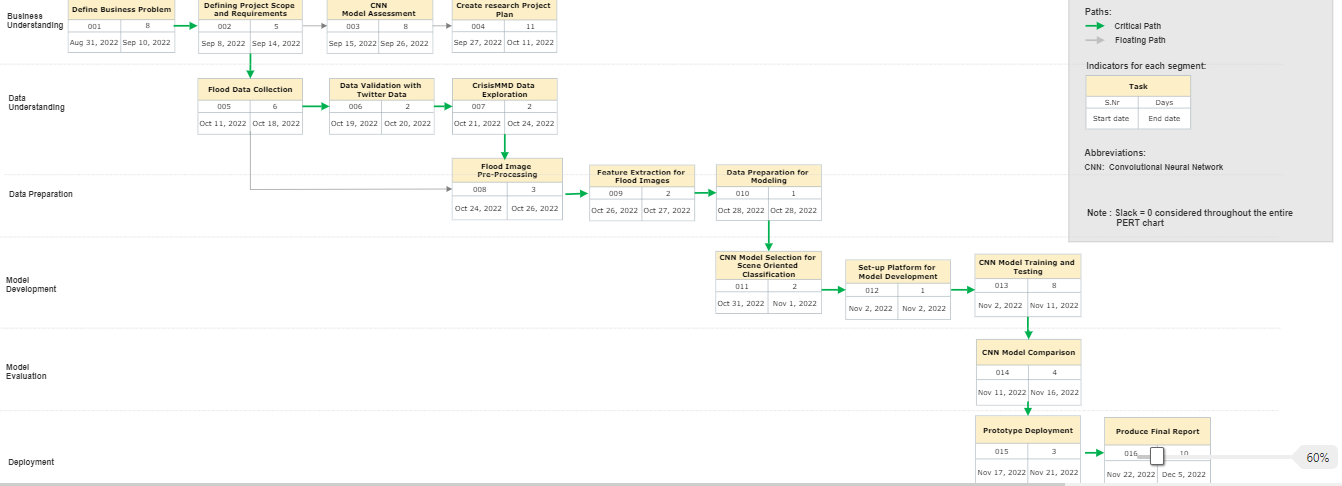 Business
Understanding
Define Business Problem
001 8
Aug 31, 2022 Sep 10, 2022
Defining Project Scope
and Requirements
002 5
Sep 8, 2022 Sep 14, 2022
CNN
Model Assessment
003 8
Sep 15, 2022 Sep 26, 2022
Create research Project
Plan
004 11
Sep 27, 2022 Oct 11, 2022
Data
Understanding
Flood Data Collection
005 6
Oct 11, 2022 Oct 18, 2022
Data Validation with
Twitter Data
006 2
Oct 19, 2022 Oct 20, 2022
CrisisMMD Data
Exploration
007 2
Oct 21, 2022 Oct 24, 2022
Data Preparation
Flood Image
Pre-Processing
008 3
Oct 24, 2022 Oct 26, 2022
Feature Extraction for
Flood Images
009 2
Oct 26, 2022 Oct 27, 2022
Data Preparation for
Modeling
010 1
Oct 28, 2022 Oct 28, 2022
Model
Development
CNN Model Selection for
Scene Oriented
Classification
011 2
Oct 31, 2022 Nov 1, 2022
Set-up Platform for
Model Development
012 1
Nov 2, 2022 Nov 2, 2022
CNN Model Training and
Testing
013 8
Nov 2, 2022 Nov 11, 2022
Model
Evaluation
CNN Model Comparison
014 4
Nov 11, 2022 Nov 16, 2022
Deployment
Prototype Deployment
015 3
Nov 17, 2022 Nov 21, 2022
Produce Final Report
016 10
Nov 22, 2022 Dec 5, 2022
Paths:
Critical Path
Floating Path
Indicators for each segment:
Task
S.Nr Days
Start date End date
Abbreviations:
CNN: Convolutional Neural Network
Note : Slack = 0 considered throughout the entire
PERT chart
60%